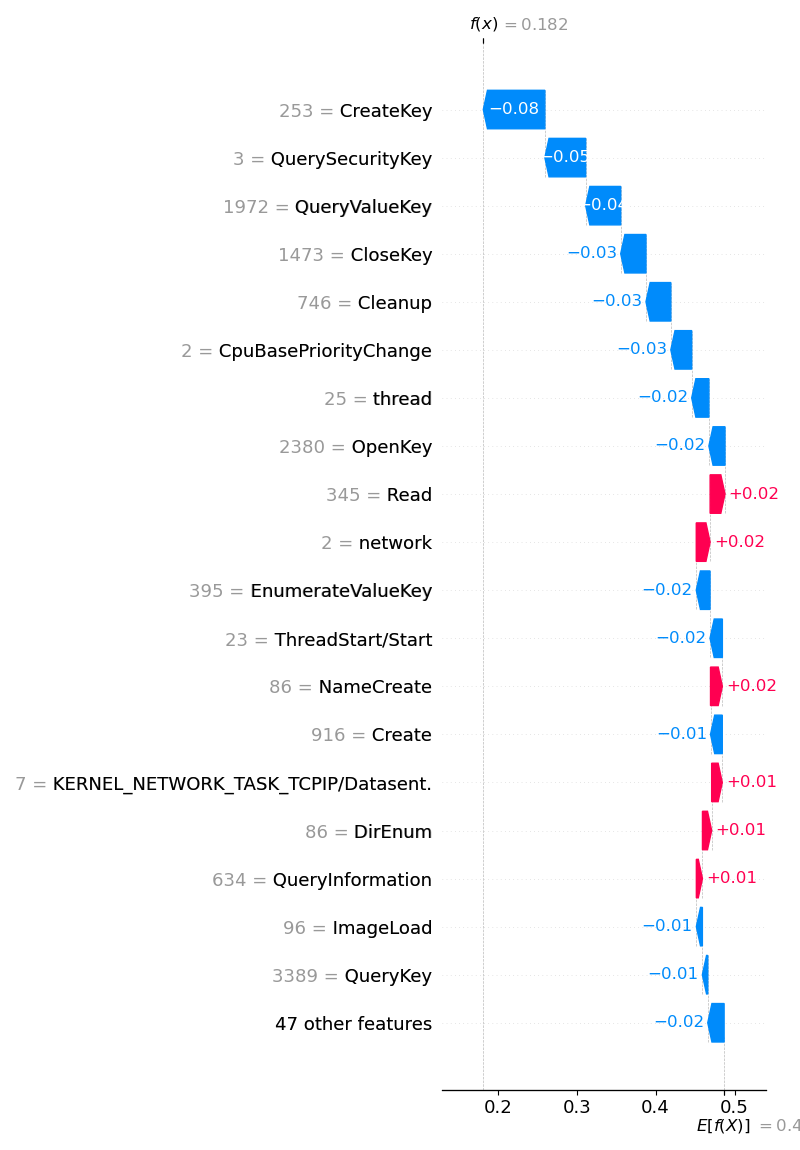 f(x) = 0.182
253 = CreateKey −0.08
3 = QuerySecurityKey −0.05
1972 = QueryValueKey −0.04
1473 = CloseKey −0.03
746 = Cleanup −0.03
2 = CpuBasePriorityChange −0.03
25 = thread −0.02
2380 = OpenKey −0.02
345 = Read +0.02
2 = network +0.02
395 = EnumerateValueKey −0.02
23 = ThreadStart/Start −0.02
86 = NameCreate +0.02
916 = Create −0.01
7 = KERNEL_NETWORK_TASK_TCPIP/Datasent. +0.01
86 = DirEnum +0.01
634 = QueryInformation +0.01
96 = ImageLoad −0.01
3389 = QueryKey −0.01
47 other features −0.02
0.2 0.3 0.4 0.5
E[f(X)] = 0.4